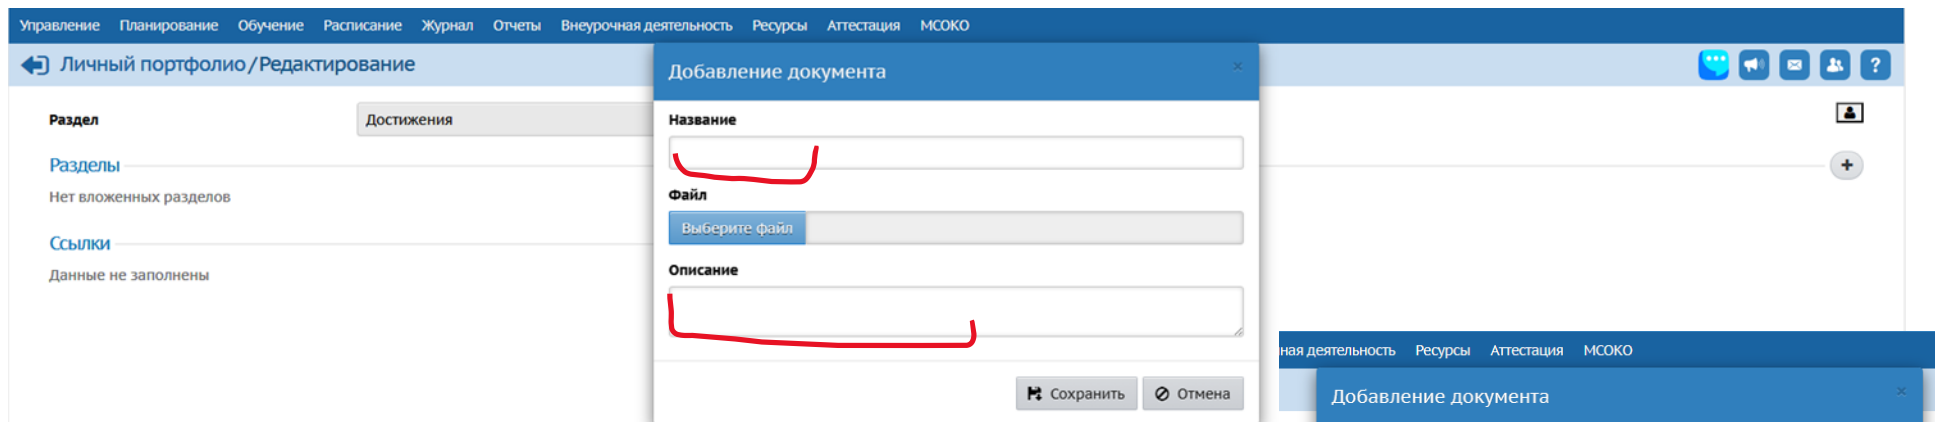 Управление Планирование Обучение Расписание Журнал Отчеты Внеурочная деятельность Ресурсы Аттестация МСОКО
Личный портфолио/Редактирование
Добавление документа
Раздел
Достижения
Название
Разделы
Нет вложенных разделов
Файл
Выберите файл
Ссылки
Данные не заполнены
Описание
Сохранить
Отмена
ная деятельность Ресурсы Аттестация МСОКО
Добавление документа